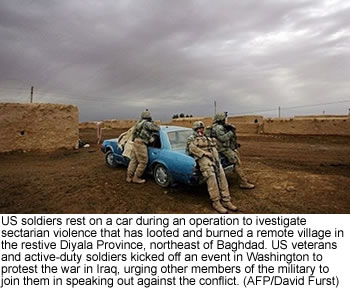 US soldiers rest on a car during an operation to ivestigate
sectarian violence that has looted and burned a remote village in
the restive Diyala Province, northeast of Baghdad. US veterans
and active-duty soldiers kicked off an event in Washington to
protest the war in Iraq, urging other members of the military to
join them in speaking out against the conflict. (AFP/David Furst)